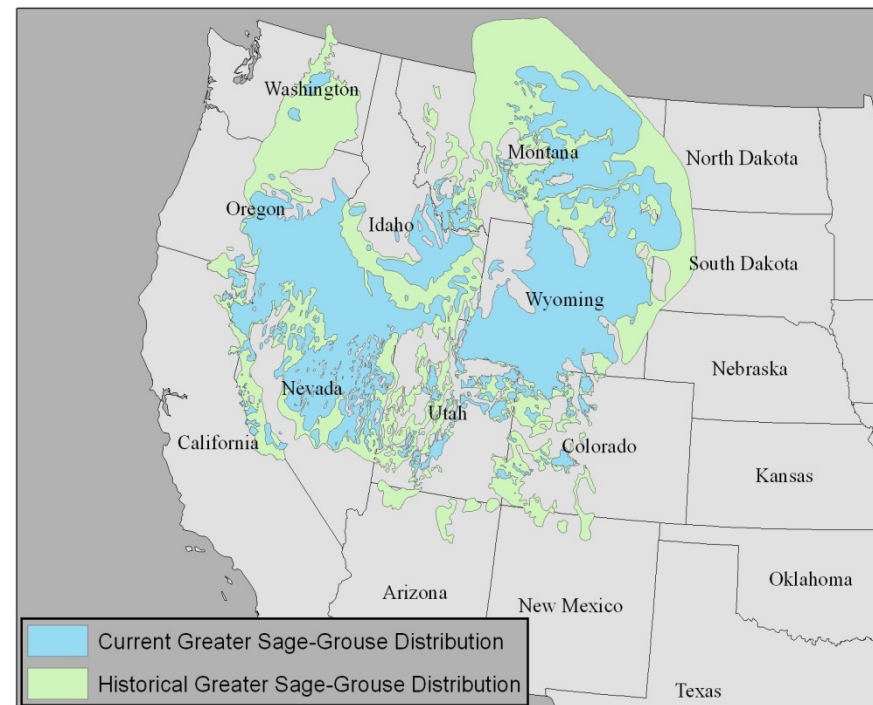 Washington
Montana
North Dakota
Oregon
Idaho
South Dakota
Wyoming
Nebraska
Nevada
Utah
California
Colorado
Kansas
Oklahoma
Arizona
New Mexico
Texas
Current Greater Sage-Grouse Distribution
Historical Greater Sage-Grouse Distribution